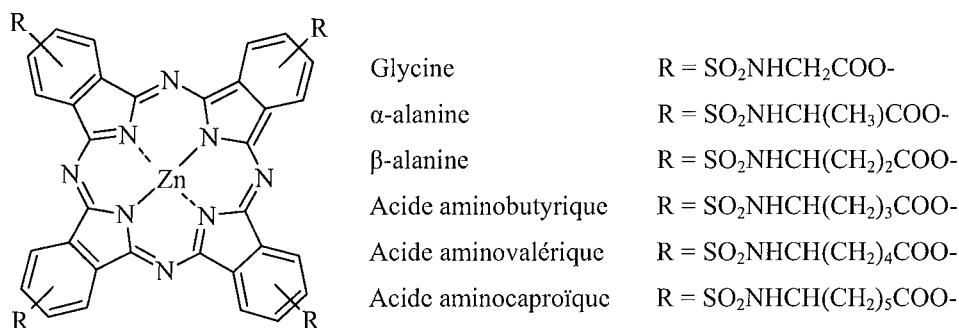 R
R
N
N
N
N
Zn
N
N
N
N
R
R
Glycine R = SO₂NHCH₂COO-
α-alanine R = SO₂NHCH(CH₃)COO-
β-alanine R = SO₂NHCH(CH₂)₂COO-
Acide aminobutyrique R = SO₂NHCH(CH₂)₃COO-
Acide aminovalérique R = SO₂NHCH(CH₂)₄COO-
Acide aminocaproïque R = SO₂NHCH(CH₂)₅COO-